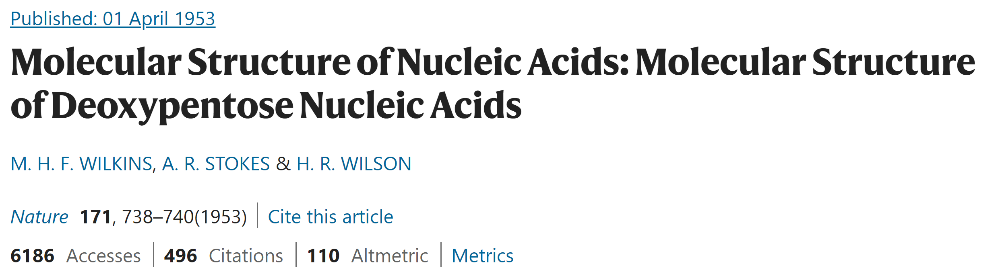 Published: 01 April 1953
Molecular Structure of Nucleic Acids: Molecular Structure
of Deoxypentose Nucleic Acids
M. H. F. WILKINS, A. R. STOKES & H. R. WILSON
Nature 171, 738–740(1953) | Cite this article
6186 Accesses | 496 Citations | 110 Altmetric | Metrics